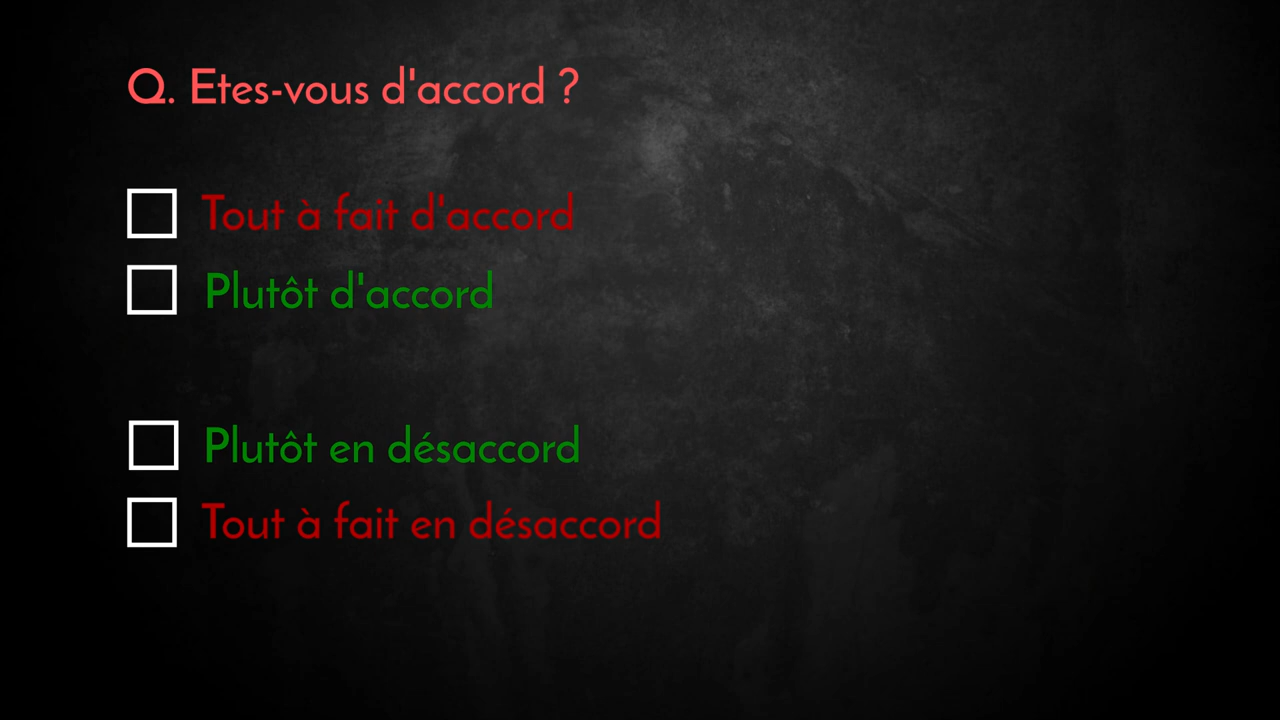 Q. Etes-vous d'accord ?
Tout à fait d'accord
Plutôt d'accord
Plutôt en désaccord
Tout à fait en désaccord